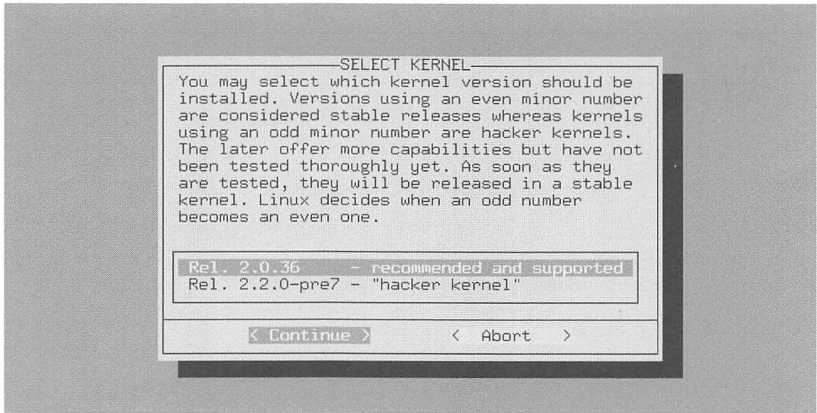 SELECT KERNEL
You may select which kernel version should be
installed. Versions using an even minor number
are considered stable releases whereas kernels
using an odd minor number are hacker kernels.
The later offer more capabilities but have not
been tested thoroughly yet. As soon as they
are tested, they will be released in a stable
kernel. Linux decides when an odd number
becomes an even one.
Rel. 2.0.36     - recommended and supported
Rel. 2.2.0-pre7 - "hacker kernel"
< Continue > < Abort >